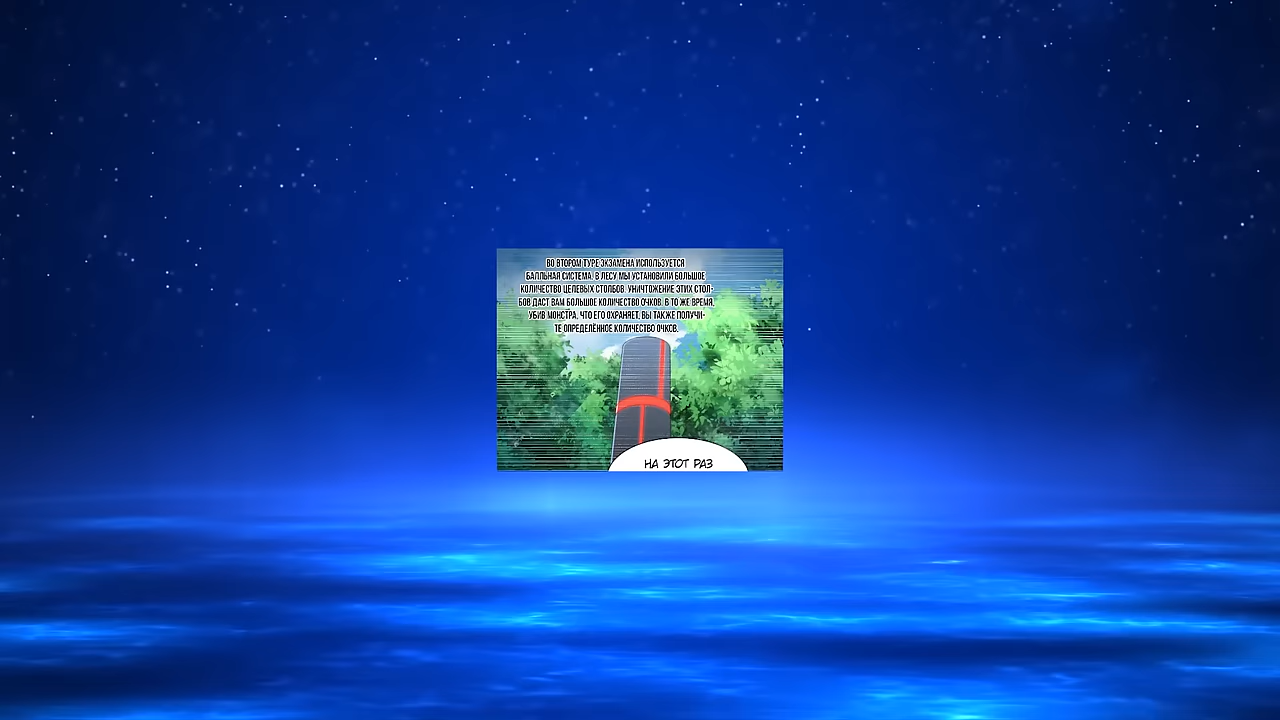 ВО ВТОРОМ ТУРЕ ЭКЗАМЕНА ИСПОЛЬЗУЕТСЯ
БАЛЛЬНАЯ СИСТЕМА. В ЛЕСУ МЫ УСТАНОВИЛИ БОЛЬШОЕ
КОЛИЧЕСТВО ЦЕЛЕВЫХ СТОЛБОВ. УНИЧТОЖЕНИЕ ЭТИХ СТОЛ-
БОВ ДАСТ ВАМ БОЛЬШОЕ КОЛИЧЕСТВО ОЧКОВ. В ТО ЖЕ ВРЕМЯ,
УБИВ МОНСТРА, ЧТО ЕГО ОХРАНЯЕТ, ВЫ ТАКЖЕ ПОЛУЧИ-
ТЕ ОПРЕДЕЛЁННОЕ КОЛИЧЕСТВО ОЧКОВ.
НА ЭТОТ РАЗ